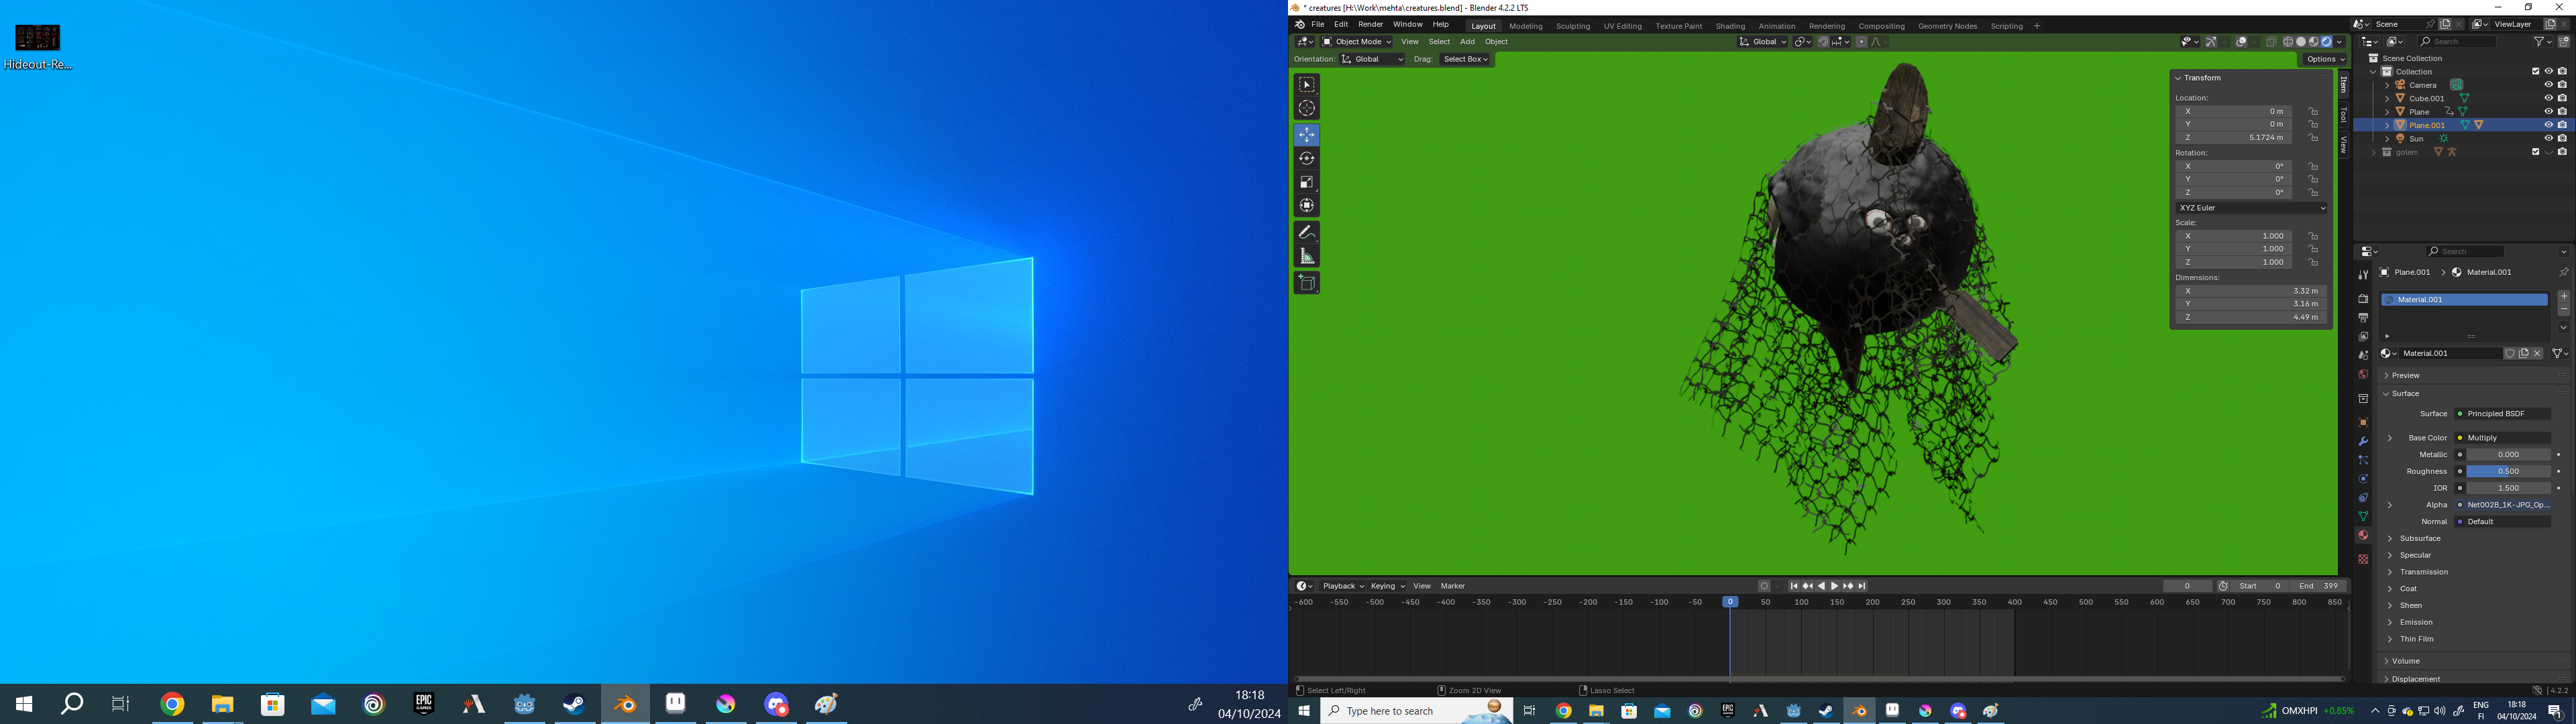 Hideout-Re...
18:18
04/10/2024
* creatures [H:\Work\mehta\creatures.blend] - Blender 4.2.2 LTS
File Edit Render Window Help Layout Modeling Sculpting UV Editing Texture Paint Shading Animation Rendering Compositing Geometry Nodes Scripting + Scene ViewLayer
Object Mode View Select Add Object Global Search
Orientation: Global Drag: Select Box Options
Scene Collection
Collection
Camera
Cube.001
Plane
Plane.001
Sun
golem
Transform
Location:
X 0 m
Y 0 m
Z 5.1724 m
Rotation:
X 0°
Y 0°
Z 0°
XYZ Euler
Scale:
X 1.000
Y 1.000
Z 1.000
Dimensions:
X 3.32 m
Y 3.16 m
Z 4.49 m
Item
Tool
View
Search
Plane.001 > Material.001
Material.001
Material.001
Preview
Surface
Surface Principled BSDF
Base Color Multiply
Metallic 0.000
Roughness 0.500
IOR 1.500
Alpha Net002B_1K-JPG_Op...
Normal Default
Subsurface
Specular
Transmission
Coat
Sheen
Emission
Thin Film
Volume
Displacement
Playback Keying View Marker 0 Start 0 End 399
-600 -550 -500 -450 -400 -350 -300 -250 -200 -150 -100 -50 0 50 100 150 200 250 300 350 400 450 500 550 600 650 700 750 800 850
Select Left/Right Zoom 2D View Lasso Select 4.2.2
EPIC GAMES
Type here to search
OMXHPI +0,85%
ENG
FI
18:18
04/10/2024